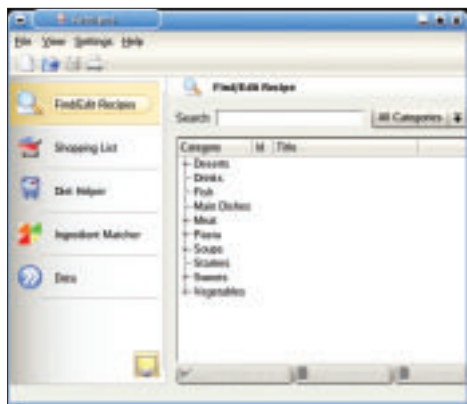 File View Settings Help
Find/Edit Recipes
Find/Edit Recipe
Search: All Categories
Shopping List
Category Id Title
Desserts
Drinks
Fish
Diet Helper
Main Dishes
Meat
Pasta
Ingredient Matcher
Soups
Starters
Sweets
Data
Vegetables